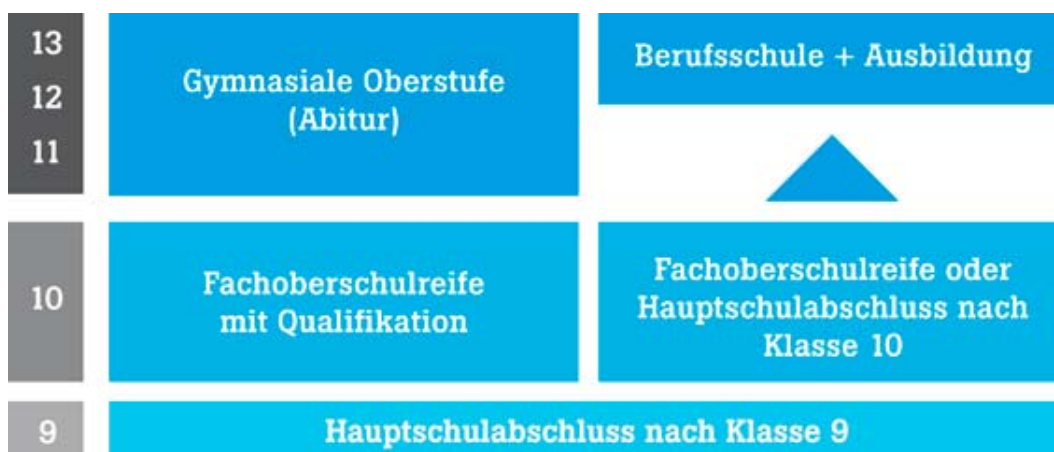 13
12
11
Gymnasiale Oberstufe
(Abitur)
Berufsschule + Ausbildung
10
Fachoberschulreife
mit Qualifikation
Fachoberschulreife oder
Hauptschulabschluss nach
Klasse 10
9
Hauptschulabschluss nach Klasse 9